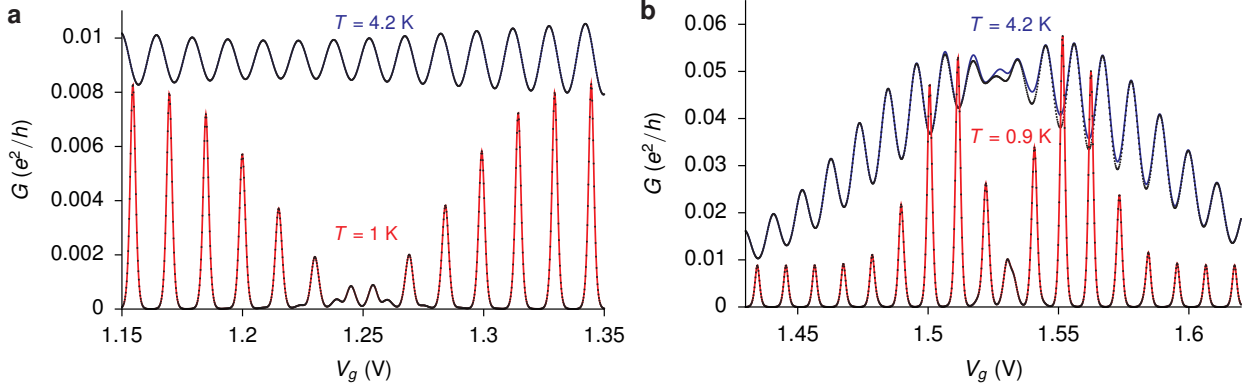 a
T = 4.2 K
0.01
0.008
0.006
0.004
0.002
0
G (e²/h)
T = 1 K
1.15
1.2
1.25
1.3
1.35
V_g (V)
b
T = 4.2 K
0.06
0.05
0.04
0.03
0.02
0.01
0
G (e²/h)
T = 0.9 K
1.45
1.5
1.55
1.6
V_g (V)